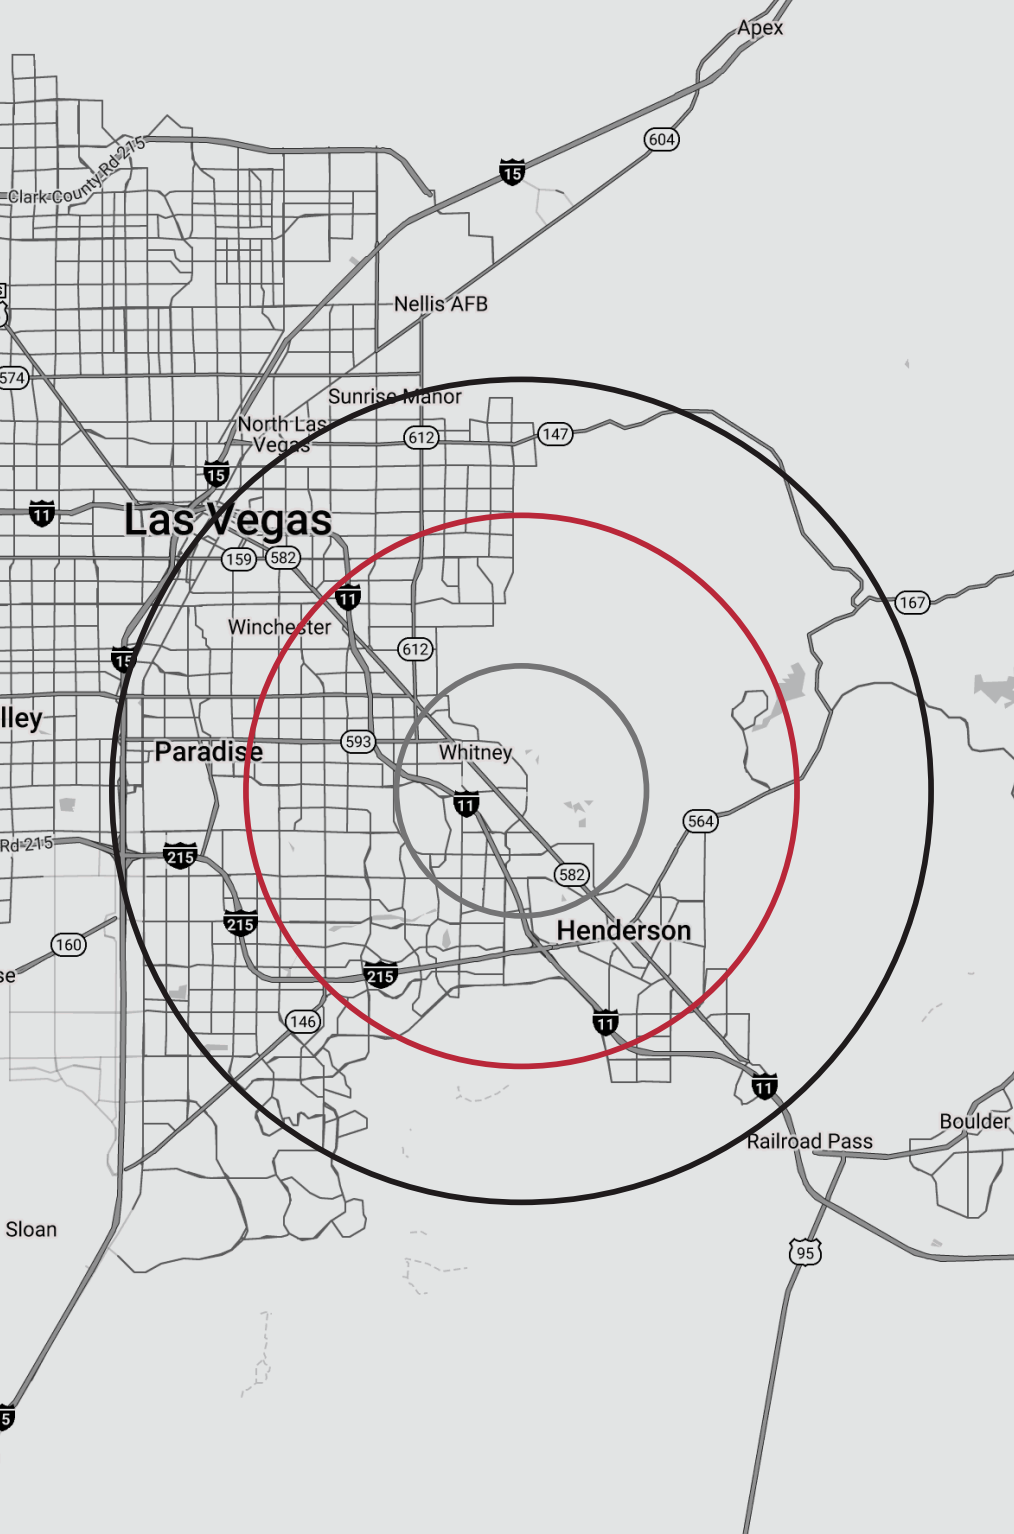 Apex
604
Clark County Rd 215
15
Nellis AFB
574
Sunrise Manor
North Las
Vegas
612
147
15
11
Las Vegas
159
582
11
167
Winchester
612
15
lley
Paradise
593
Whitney
11
564
Rd 215
215
582
215
Henderson
160
se
215
146
11
11
Boulder
Railroad Pass
Sloan
95
5